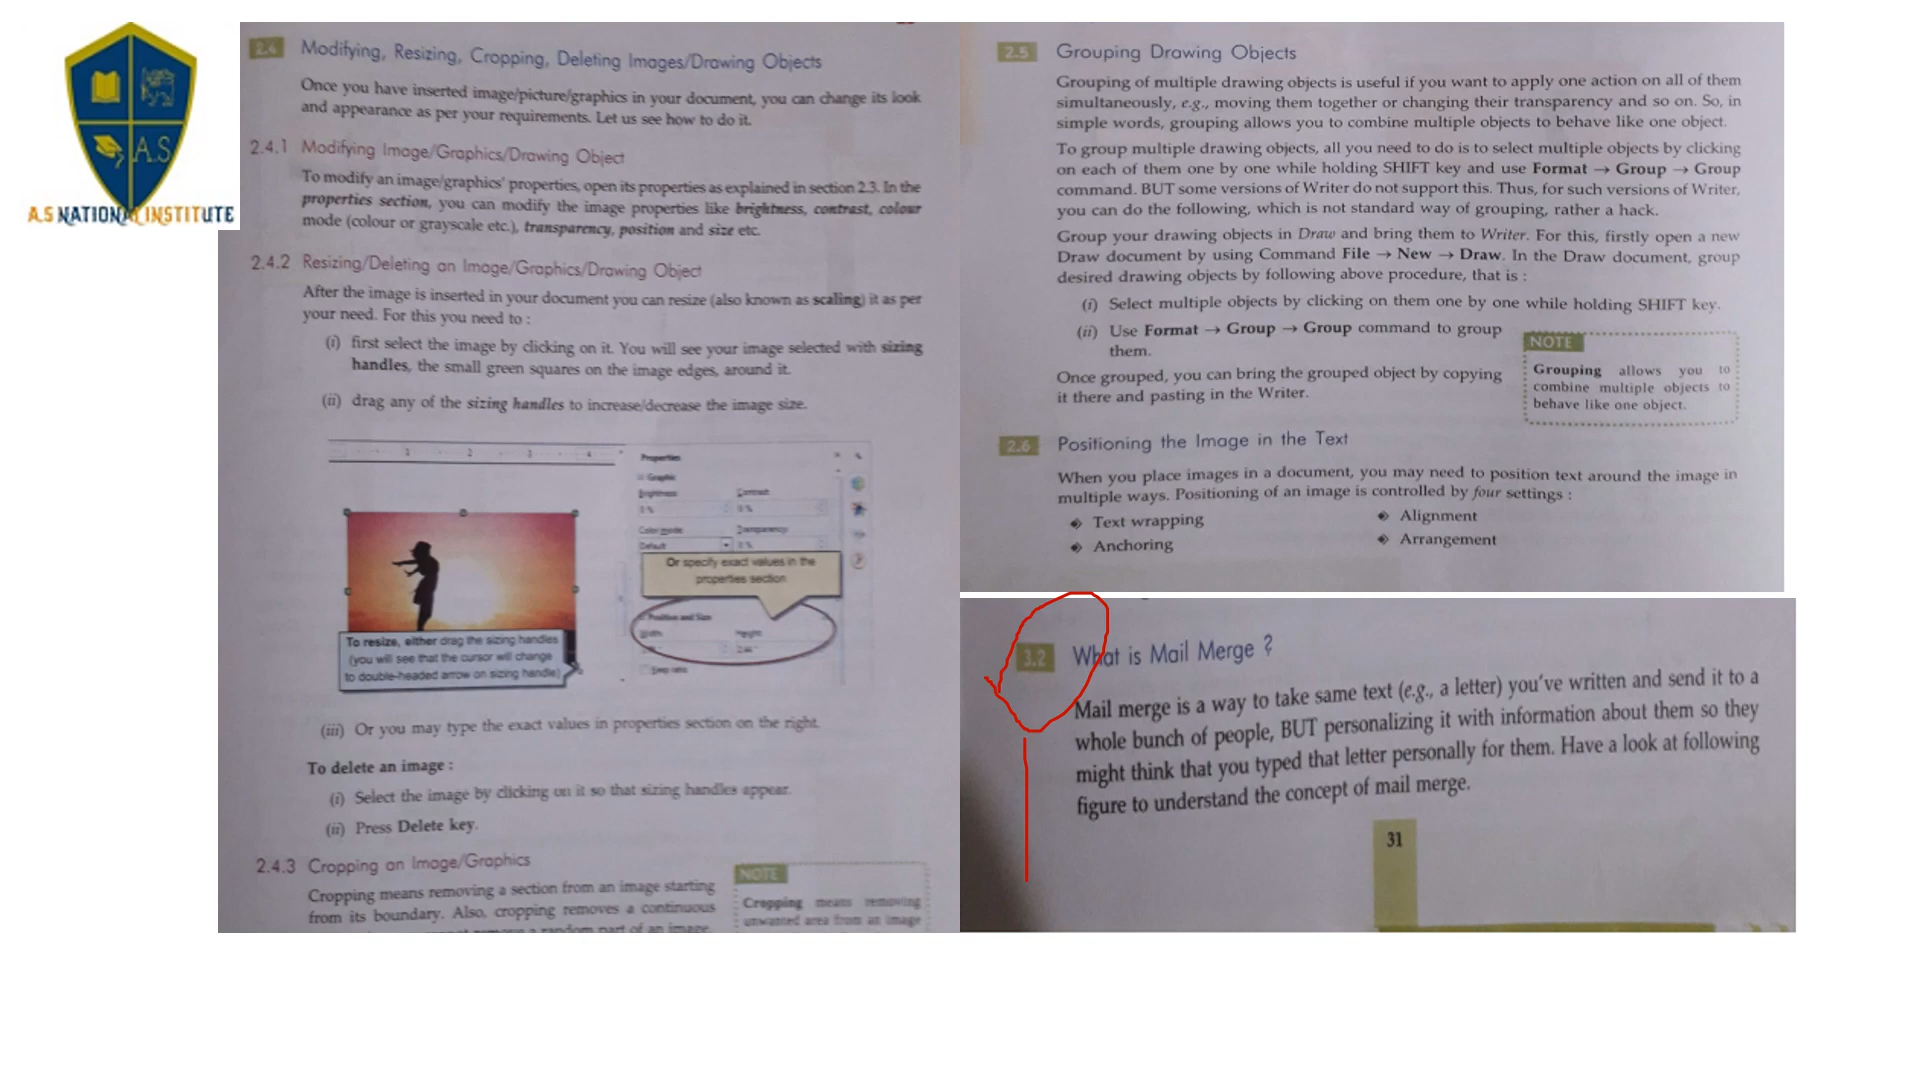 A.S
A.S NATIONAL INSTITUTE
2.4 Modifying, Resizing, Cropping, Deleting Images/Drawing Objects
Once you have inserted image/picture/graphics in your document, you can change its look
and appearance as per your requirements. Let us see how to do it.
2.4.1 Modifying Image/Graphics/Drawing Object
To modify an image/graphics' properties, open its properties as explained in section 2.3. In the
properties section, you can modify the image properties like brightness, contrast, colour
mode (colour or grayscale etc.), transparency, position and size etc.
2.4.2 Resizing/Deleting an Image/Graphics/Drawing Object
After the image is inserted in your document you can resize (also known as scaling) it as per
your need. For this you need to :
(i) first select the image by clicking on it. You will see your image selected with sizing
handles, the small green squares on the image edges, around it.
(ii) drag any of the sizing handles to increase/decrease the image size.
1 2 3 4
Properties
Graphic
Brightness Contrast
0 % 0 %
Color mode Transparency
Default 0 %
Or specify exact values in the
properties section
Position and Size
Width Height
Keep ratio
To resize, either drag the sizing handles
(you will see that the cursor will change
to double-headed arrow on sizing handle)
(iii) Or you may type the exact values in properties section on the right.
To delete an image :
(i) Select the image by clicking on it so that sizing handles appear.
(ii) Press Delete key.
2.4.3 Cropping an Image/Graphics
Cropping means removing a section from an image starting
from its boundary. Also, cropping removes a continuous
remove a random part of an image.
NOTE
Cropping means removing
unwanted area from an image
2.5 Grouping Drawing Objects
Grouping of multiple drawing objects is useful if you want to apply one action on all of them
simultaneously, e.g., moving them together or changing their transparency and so on. So, in
simple words, grouping allows you to combine multiple objects to behave like one object.
To group multiple drawing objects, all you need to do is to select multiple objects by clicking
on each of them one by one while holding SHIFT key and use Format → Group → Group
command. BUT some versions of Writer do not support this. Thus, for such versions of Writer,
you can do the following, which is not standard way of grouping, rather a hack.
Group your drawing objects in Draw and bring them to Writer. For this, firstly open a new
Draw document by using Command File → New → Draw. In the Draw document, group
desired drawing objects by following above procedure, that is :
(i) Select multiple objects by clicking on them one by one while holding SHIFT key.
(ii) Use Format → Group → Group command to group
them.
Once grouped, you can bring the grouped object by copying
it there and pasting in the Writer.
NOTE
Grouping allows you to
combine multiple objects to
behave like one object.
2.6 Positioning the Image in the Text
When you place images in a document, you may need to position text around the image in
multiple ways. Positioning of an image is controlled by four settings :
Text wrapping
Alignment
Anchoring
Arrangement
3.2 What is Mail Merge ?
Mail merge is a way to take same text (e.g., a letter) you've written and send it to a
whole bunch of people, BUT personalizing it with information about them so they
might think that you typed that letter personally for them. Have a look at following
figure to understand the concept of mail merge.
31